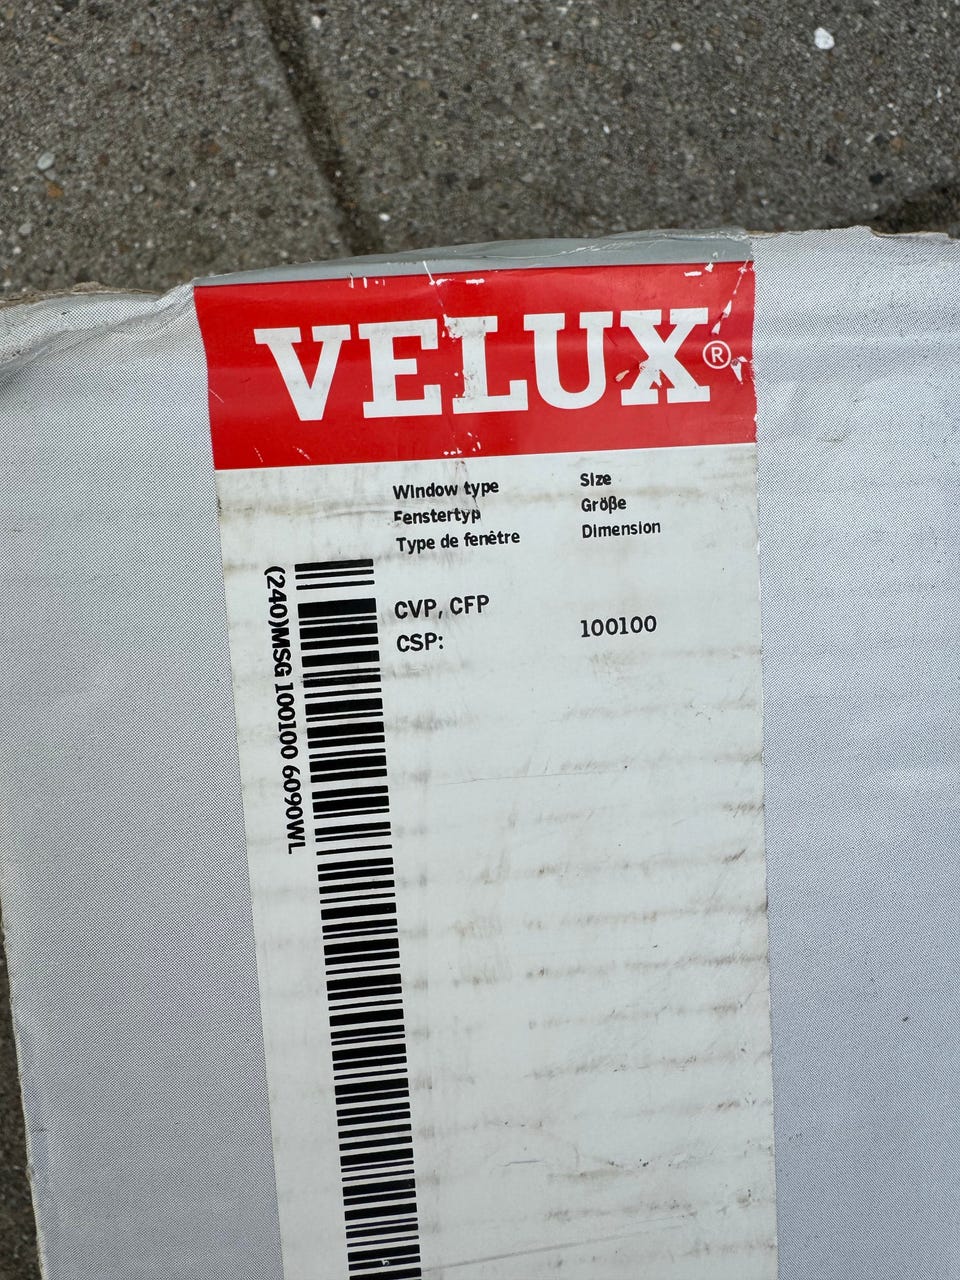 VELUX®
Window type
Fenstertyp
Type de fenêtre
Size
Größe
Dimension
CVP, CFP
CSP:
100100
(240)MSG 100100 6090WL